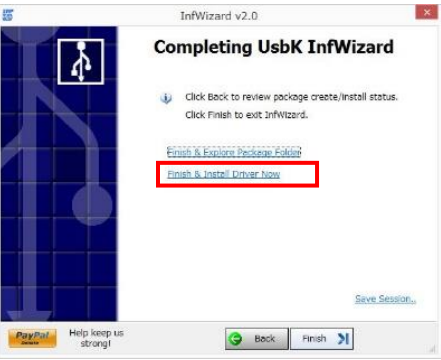 InfWizard v2.0
Completing UsbK InfWizard
Click Back to review package create/install status.
Click Finish to exit InfWizard.
Finish & Explore Package Folder
Finish & Install Driver Now
Save Session..
PayPal
Donate
Help keep us
strong!
Back
Finish